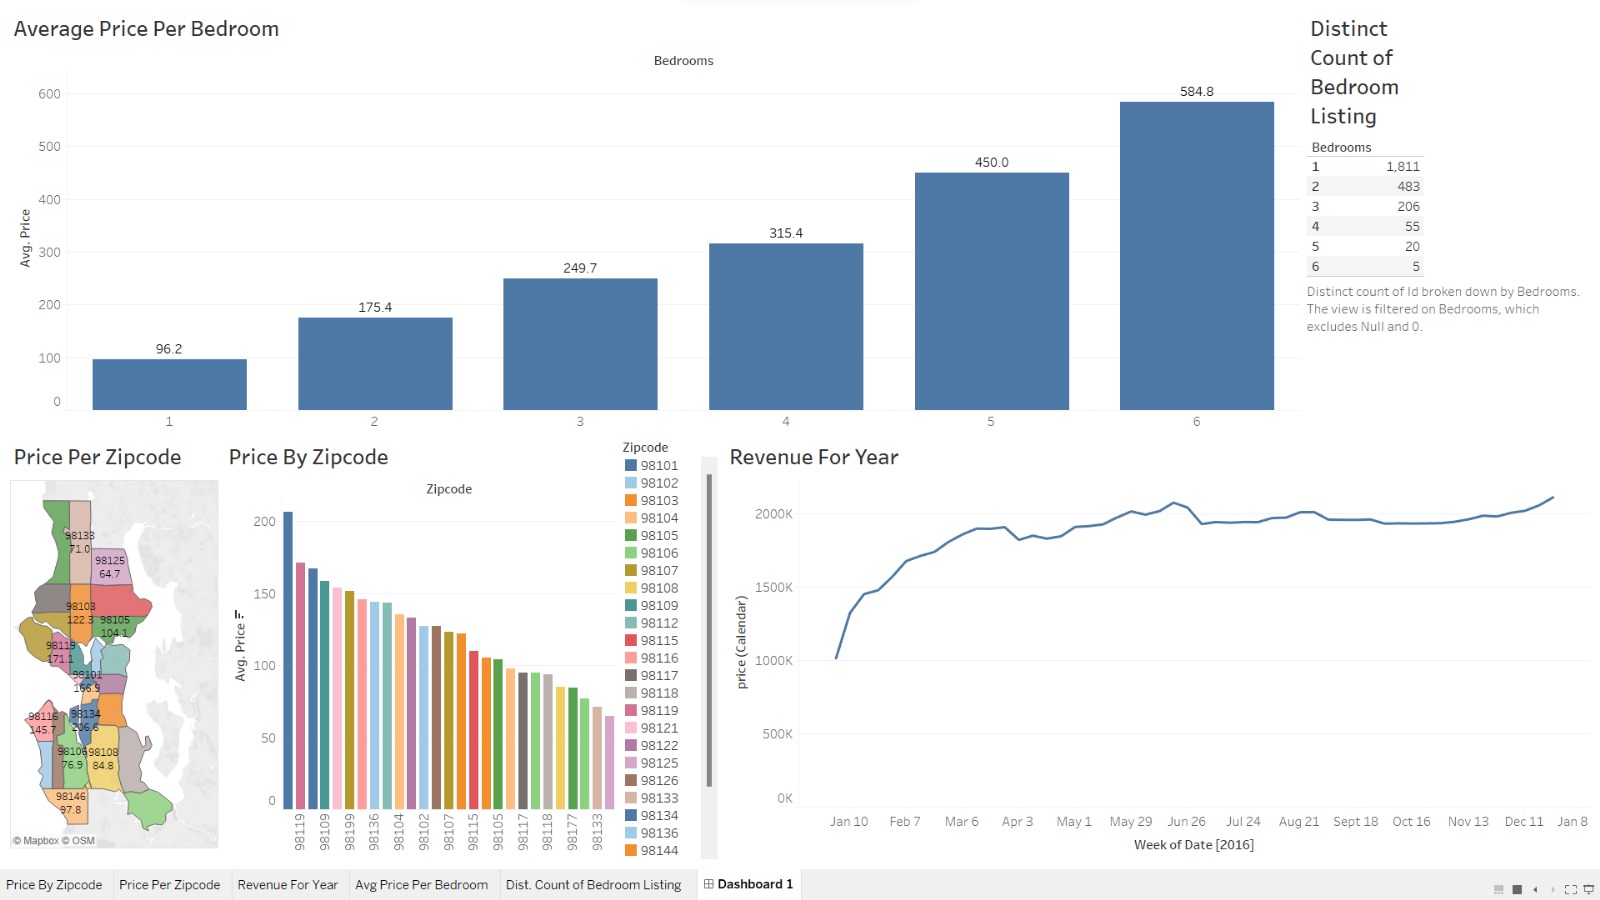 Average Price Per Bedroom
Bedrooms
Avg. Price
600
500
400
300
200
100
0
96.2
175.4
249.7
315.4
450.0
584.8
1
2
3
4
5
6
Distinct
Count of
Bedroom
Listing
Bedrooms
1 1,811
2 483
3 206
4 55
5 20
6 5
Distinct count of Id broken down by Bedrooms.
The view is filtered on Bedrooms, which
excludes Null and 0.
Price Per Zipcode
98133
71.0
98125
64.7
98103
122.3
98105
104.1
98119
171.1
98101
166.9
98116
145.7
98134
206.6
98106
76.9
98108
84.8
98146
97.8
© Mapbox © OSM
Price By Zipcode
Zipcode
Avg. Price
200
150
100
50
0
98119
98109
98199
98136
98104
98102
98107
98115
98105
98117
98118
98177
98133
Zipcode
98101
98102
98103
98104
98105
98106
98107
98108
98109
98112
98115
98116
98117
98118
98119
98121
98122
98125
98126
98133
98134
98136
98144
Revenue For Year
price (Calendar)
2000K
1500K
1000K
500K
0K
Jan 10
Feb 7
Mar 6
Apr 3
May 1
May 29
Jun 26
Jul 24
Aug 21
Sept 18
Oct 16
Nov 13
Dec 11
Jan 8
Week of Date [2016]
Price By Zipcode
Price Per Zipcode
Revenue For Year
Avg Price Per Bedroom
Dist. Count of Bedroom Listing
Dashboard 1